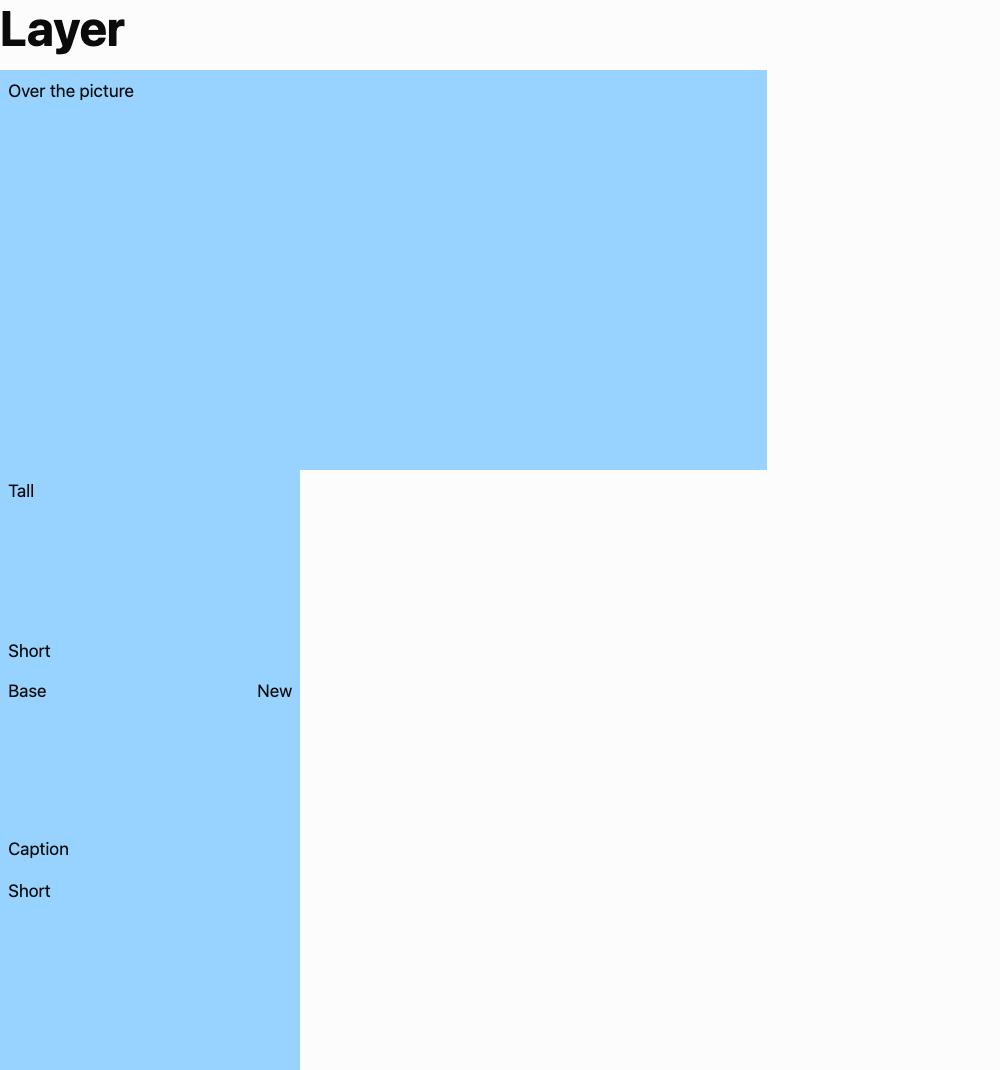 Layer
Over the picture
Tall
Short
Base New
Caption
Short